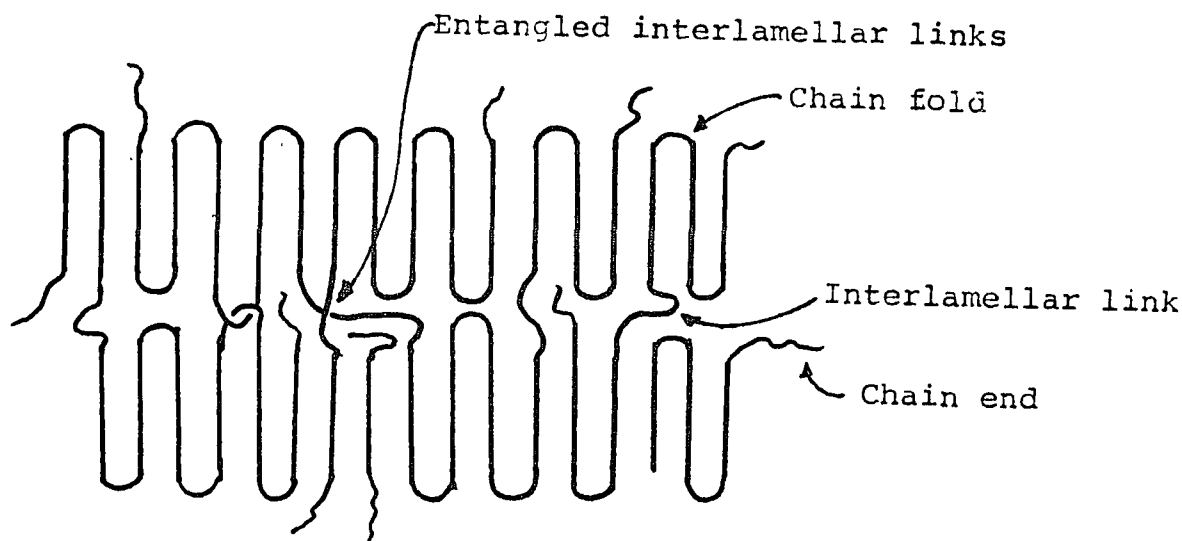 Entangled interlamellar links
Chain fold
Interlamellar link
Chain end